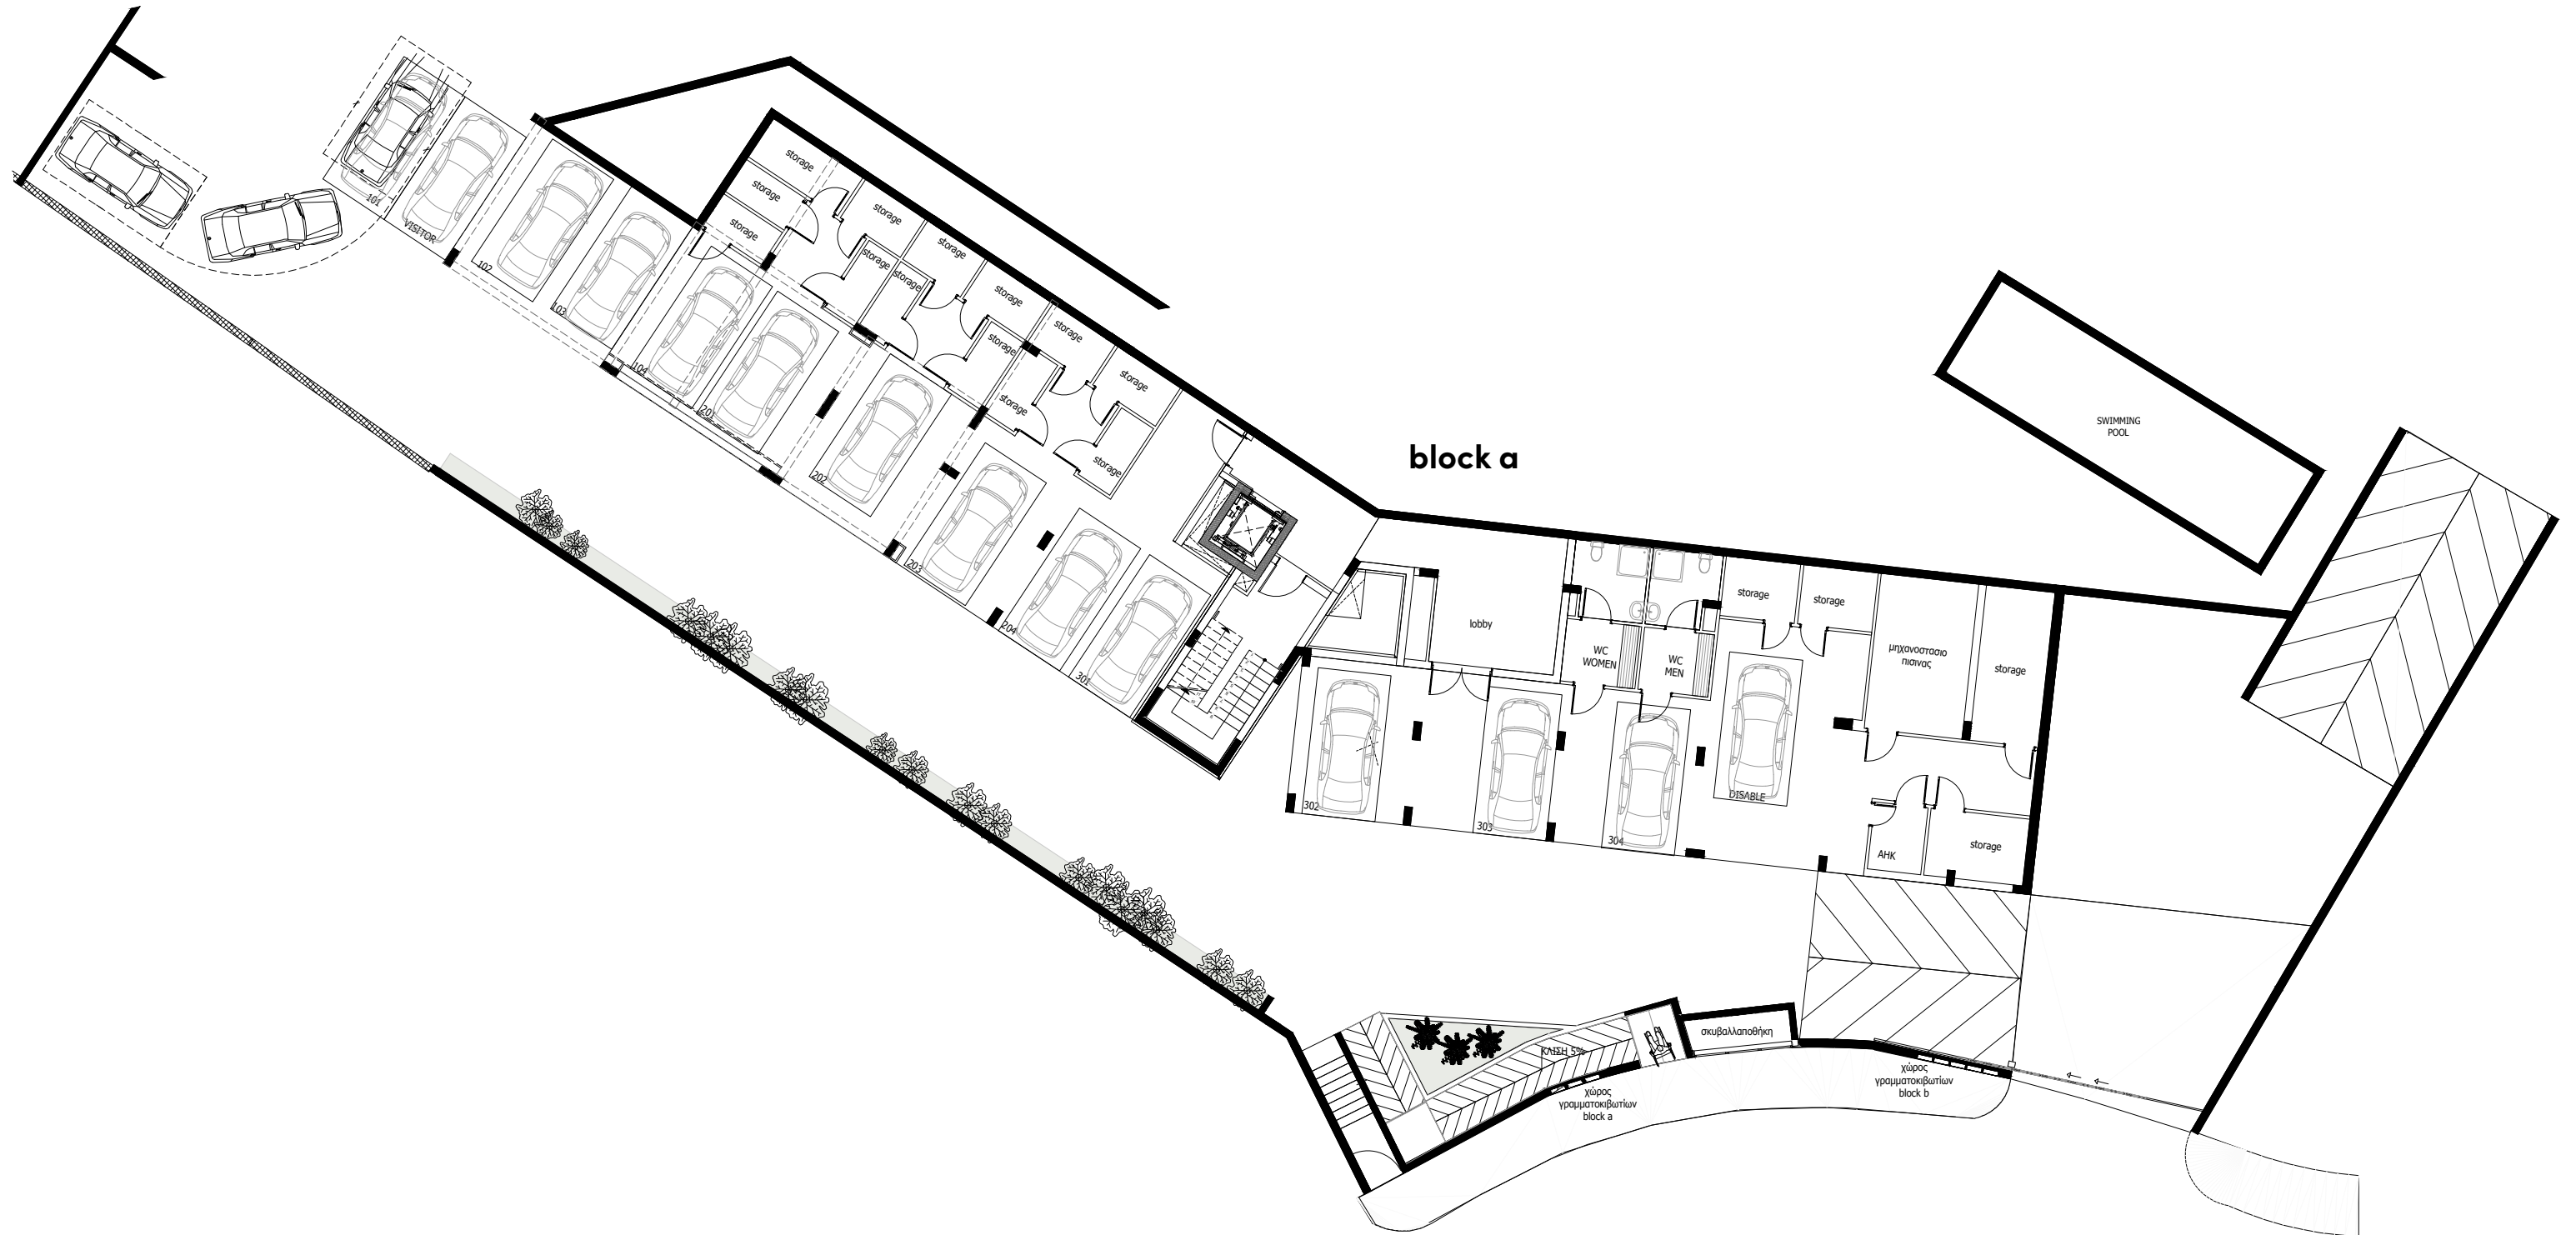 storage
storage
storage
storage
storage
storage
storage
storage
storage
storage
storage
storage
storage
storage
101
VISITOR
102
103
104
201
202
203
204
301
block a
SWIMMING
POOL
lobby
WC
WOMEN
WC
MEN
storage
storage
μηχανοστασιο
πισινας
storage
302
303
304
DISABLE
AHK
storage
ΚΛΙΣΗ 5%
σκυβαλλαποθήκη
χώρος
γραμματοκιβωτίων
block a
χώρος
γραμματοκιβωτίων
block b